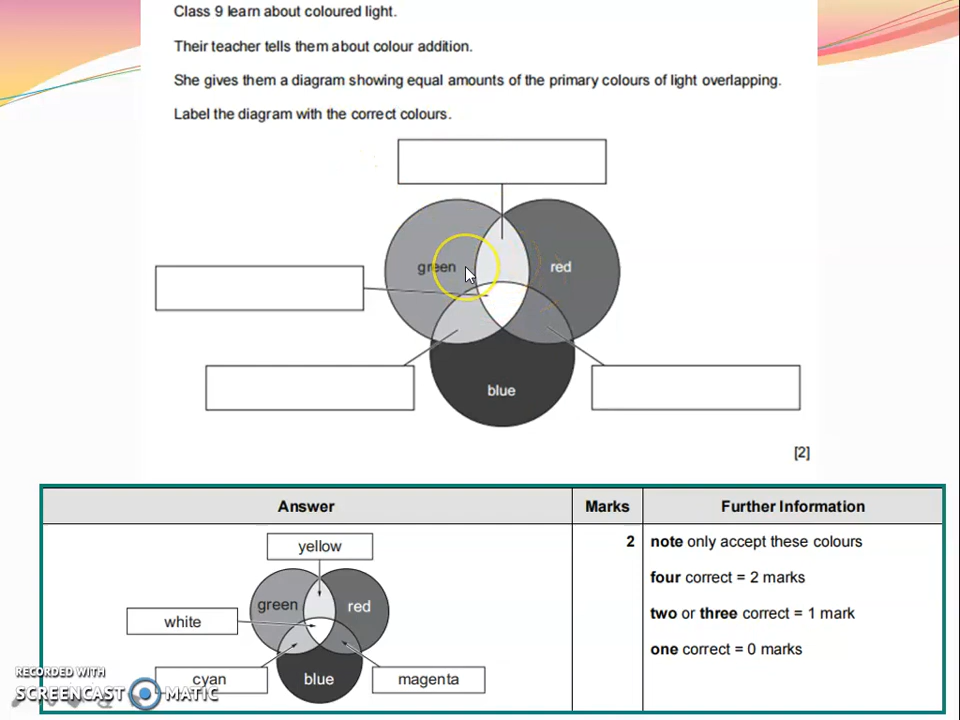 Class 9 learn about coloured light.
Their teacher tells them about colour addition.
She gives them a diagram showing equal amounts of the primary colours of light overlapping.
Label the diagram with the correct colours.
green
red
blue
[2]
Answer
Marks
Further Information
yellow
green
red
white
cyan
blue
magenta
2
note only accept these colours
four correct = 2 marks
two or three correct = 1 mark
one correct = 0 marks
RECORDED WITH
SCREENCAST MATIC